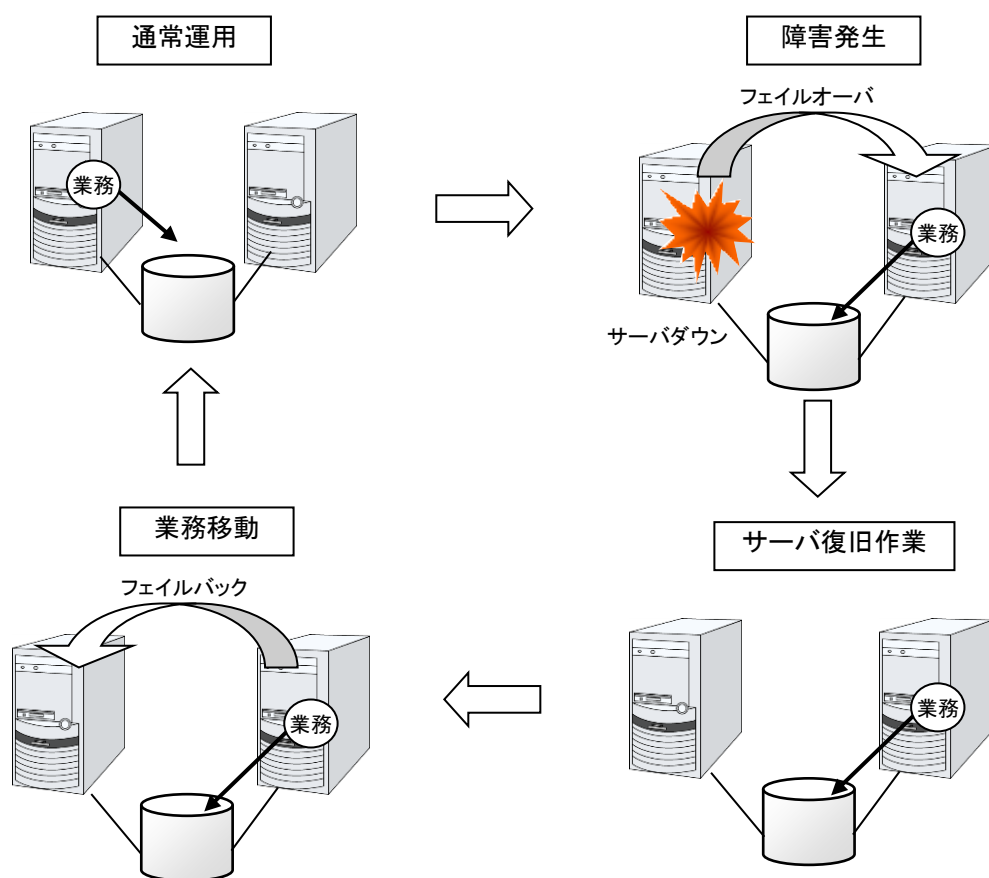 通常運用
障害発生
フェイルオーバ
業務
業務
サーバダウン
業務移動
サーバ復旧作業
フェイルバック
業務
業務